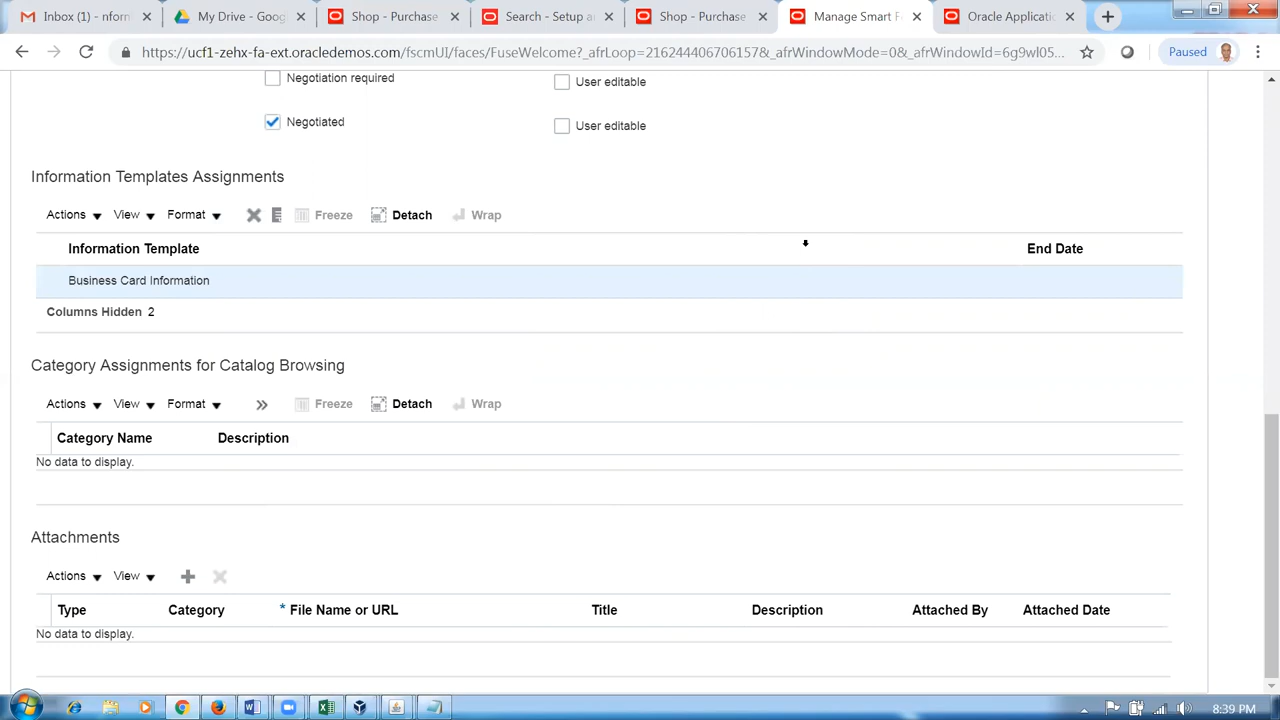 Inbox (1) - nforn
My Drive - Goog
Shop - Purchase
Search - Setup a
Shop - Purchase
Manage Smart F
Oracle Applicatio
https://ucf1-zehx-fa-ext.oracledemos.com/fscmUI/faces/FuseWelcome?_afrLoop=216244406706157&_afrWindowMode=0&_afrWindowId=6g9wl05...
Paused
Negotiation required
User editable
Negotiated
User editable
Information Templates Assignments
Actions View Format Freeze Detach Wrap
Information Template End Date
Business Card Information
Columns Hidden 2
Category Assignments for Catalog Browsing
Actions View Format » Freeze Detach Wrap
Category Name Description
No data to display.
Attachments
Actions View
Type Category * File Name or URL Title Description Attached By Attached Date
No data to display.
8:39 PM